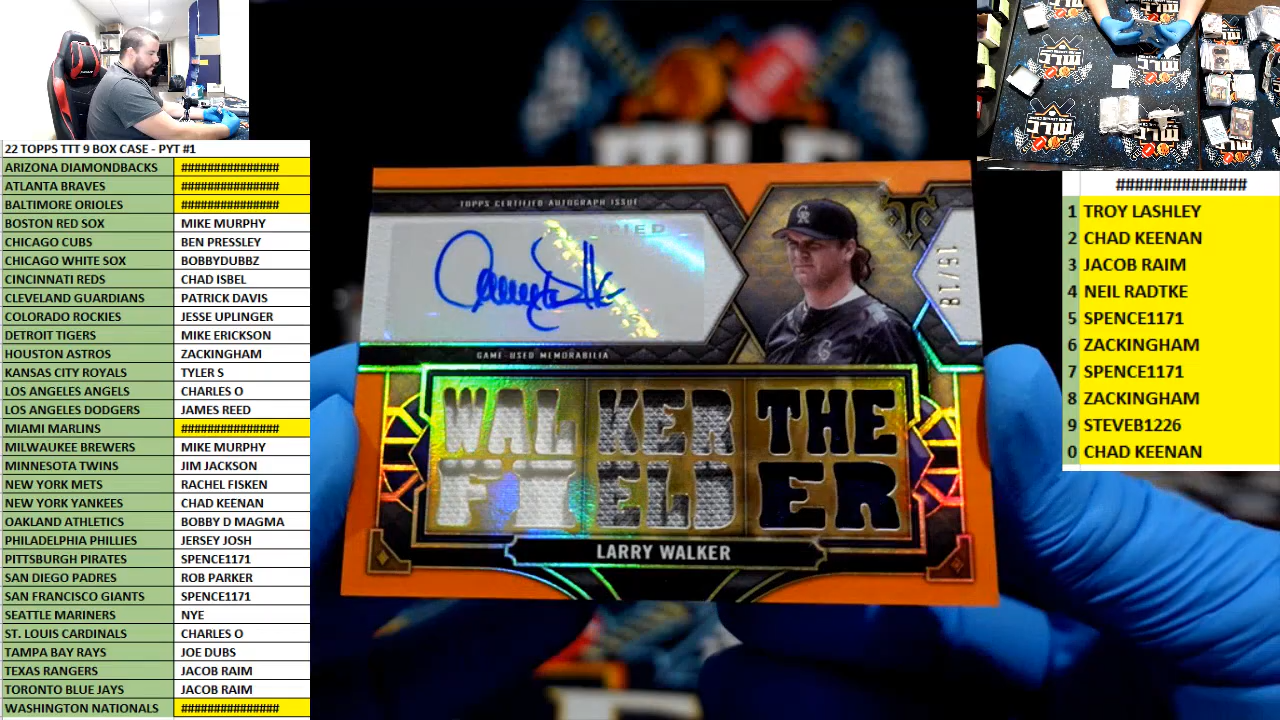 22 TOPPS TTT 9 BOX CASE - PYT #1
ARIZONA DIAMONDBACKS ###############
ATLANTA BRAVES ###############
BALTIMORE ORIOLES ###############
BOSTON RED SOX MIKE MURPHY
CHICAGO CUBS BEN PRESSLEY
CHICAGO WHITE SOX BOBBYDUBBZ
CINCINNATI REDS CHAD ISBEL
CLEVELAND GUARDIANS PATRICK DAVIS
COLORADO ROCKIES JESSE UPLINGER
DETROIT TIGERS MIKE ERICKSON
HOUSTON ASTROS ZACKINGHAM
KANSAS CITY ROYALS TYLER S
LOS ANGELES ANGELS CHARLES O
LOS ANGELES DODGERS JAMES REED
MIAMI MARLINS ###############
MILWAUKEE BREWERS MIKE MURPHY
MINNESOTA TWINS JIM JACKSON
NEW YORK METS RACHEL FISKEN
NEW YORK YANKEES CHAD KEENAN
OAKLAND ATHLETICS BOBBY D MAGMA
PHILADELPHIA PHILLIES JERSEY JOSH
PITTSBURGH PIRATES SPENCE1171
SAN DIEGO PADRES ROB PARKER
SAN FRANCISCO GIANTS SPENCE1171
SEATTLE MARINERS NYE
ST. LOUIS CARDINALS CHARLES O
TAMPA BAY RAYS JOE DUBS
TEXAS RANGERS JACOB RAIM
TORONTO BLUE JAYS JACOB RAIM
WASHINGTON NATIONALS ###############
TOPPS CERTIFIED AUTOGRAPH ISSUE
CR
GAME-USED MEMORABILIA
WAL KER THE
FI ELD ER
LARRY WALKER
###############
1 TROY LASHLEY
2 CHAD KEENAN
3 JACOB RAIM
4 NEIL RADTKE
5 SPENCE1171
6 ZACKINGHAM
7 SPENCE1171
8 ZACKINGHAM
9 STEVEB1226
0 CHAD KEENAN